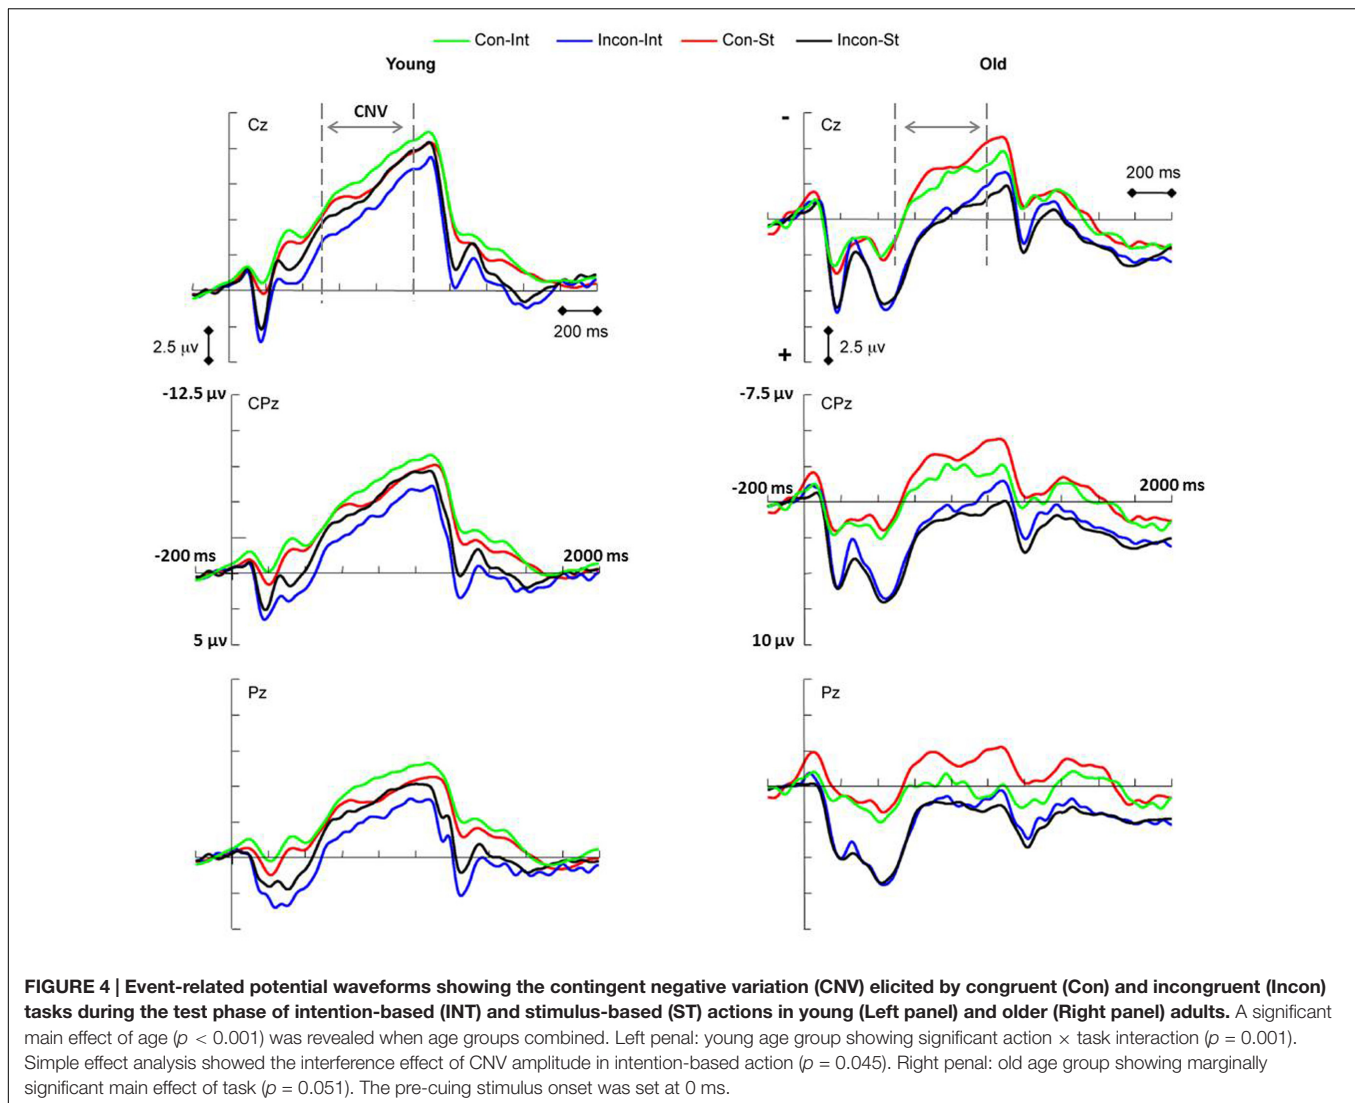 Con-Int Incon-Int Con-St Incon-St
Young Old
CNV
Cz
2.5 μv
200 ms
-
Cz
200 ms
+
2.5 μv
-12.5 μv
CPz
-200 ms
2000 ms
5 μv
-7.5 μv
CPz
-200 ms
2000 ms
10 μv
Pz
Pz
FIGURE 4 | Event-related potential waveforms showing the contingent negative variation (CNV) elicited by congruent (Con) and incongruent (Incon)
tasks during the test phase of intention-based (INT) and stimulus-based (ST) actions in young (Left panel) and older (Right panel) adults. A significant
main effect of age (p < 0.001) was revealed when age groups combined. Left penal: young age group showing significant action × task interaction (p = 0.001).
Simple effect analysis showed the interference effect of CNV amplitude in intention-based action (p = 0.045). Right penal: old age group showing marginally
significant main effect of task (p = 0.051). The pre-cuing stimulus onset was set at 0 ms.